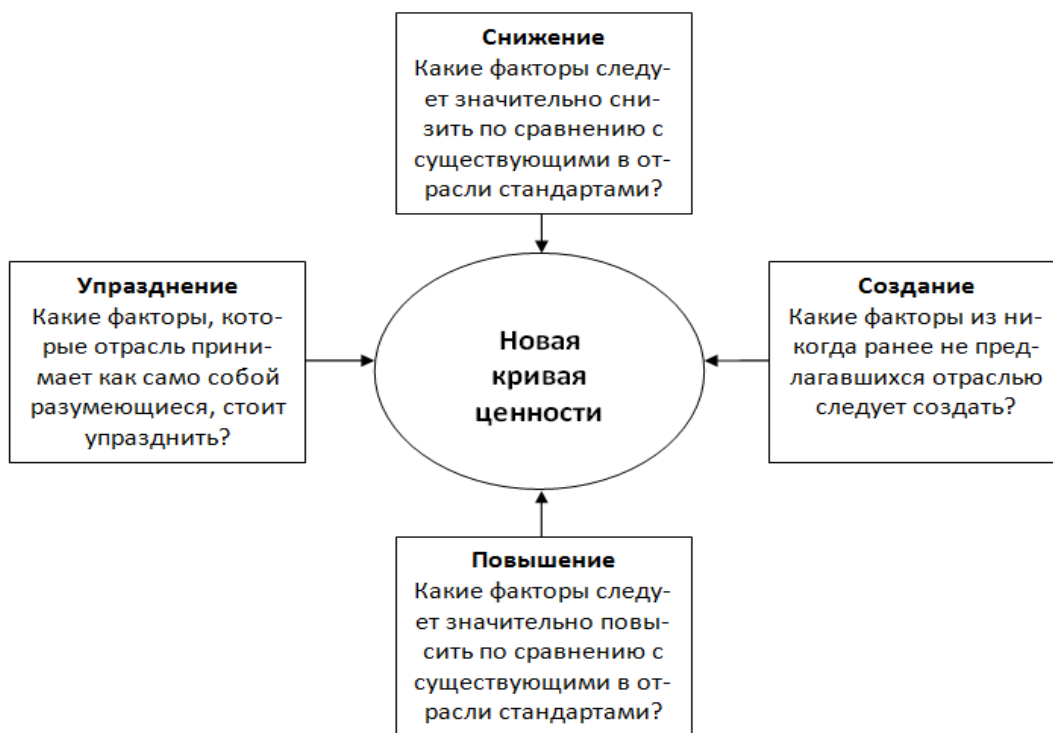 Снижение
Какие факторы следу-
ет значительно сни-
зить по сравнению с
существующими в от-
расли стандартами?
Упразднение
Какие факторы, кото-
рые отрасль прини-
мает как само собой
разумеющиеся, стоит
упразднить?
Новая
кривая
ценности
Создание
Какие факторы из ни-
когда ранее не пред-
лагавшихся отраслью
следует создать?
Повышение
Какие факторы следу-
ет значительно повы-
сить по сравнению с
существующими в от-
расли стандартами?